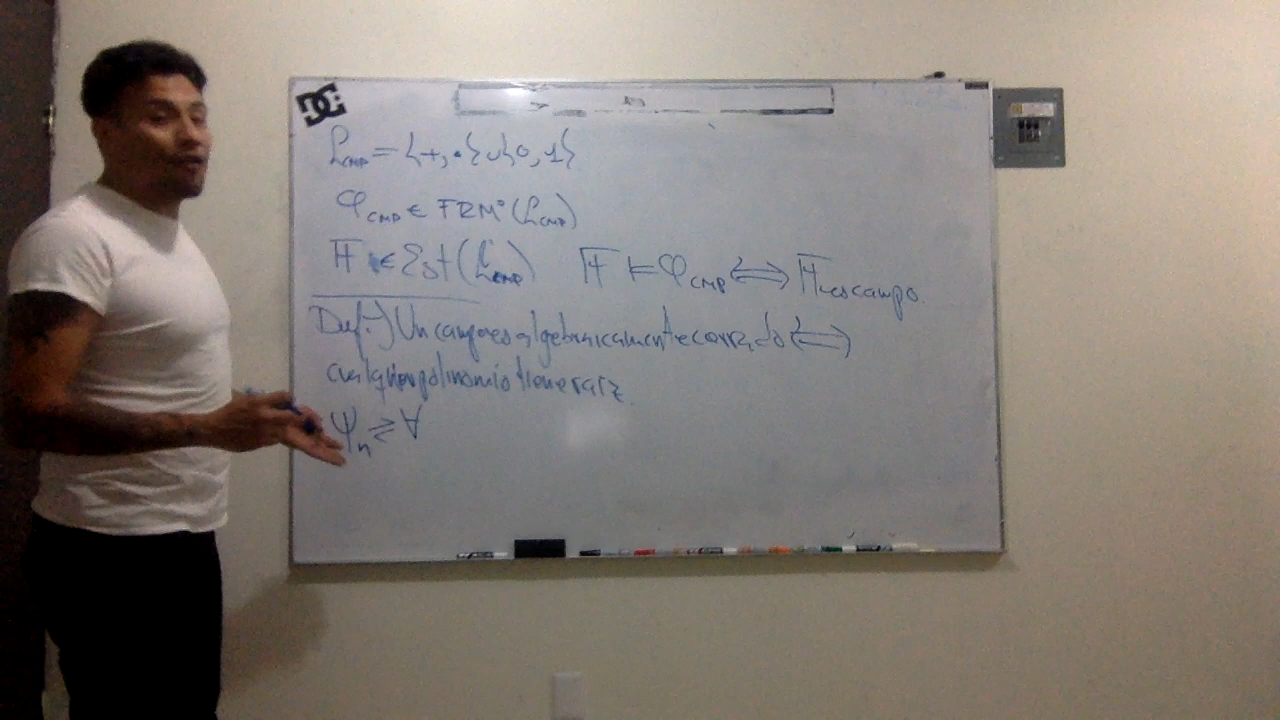 DC
ℒ_CMP = {+, ·} ∪ {0, 1}
φ_CMP ∈ FRM° (ℒ_CMP)
𝔽 ∈ Est (ℒ_CMP)   𝔽 ⊨ φ_CMP ⟺ 𝔽 es campo.
Def.-) Un campo es algebraicamente cerrado ⟺
cualquier polinomio tiene raíz.
ψ_n ⇄ ∀